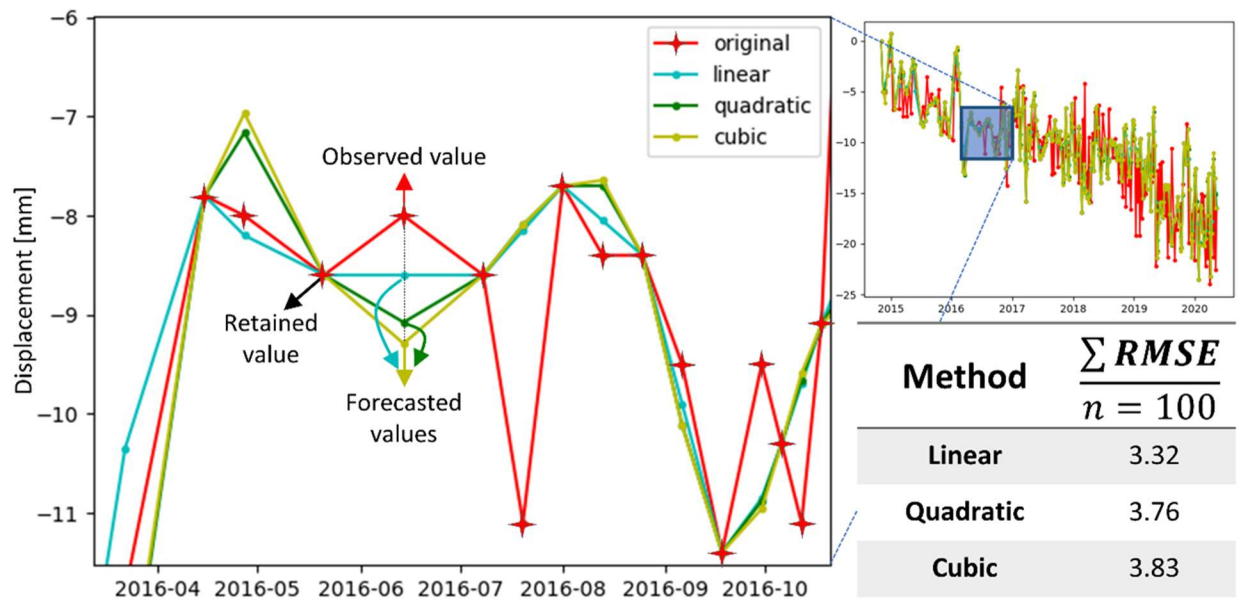 −6
−7
−8
−9
−10
−11
Displacement [mm]
2016-04 2016-05 2016-06 2016-07 2016-08 2016-09 2016-10
original
linear
quadratic
cubic
Observed value
Retained
value
Forecasted
values
0
−5
−10
−15
−20
−25
2015 2016 2017 2018 2019 2020
Method ∑ RMSE / n = 100
Linear 3.32
Quadratic 3.76
Cubic 3.83